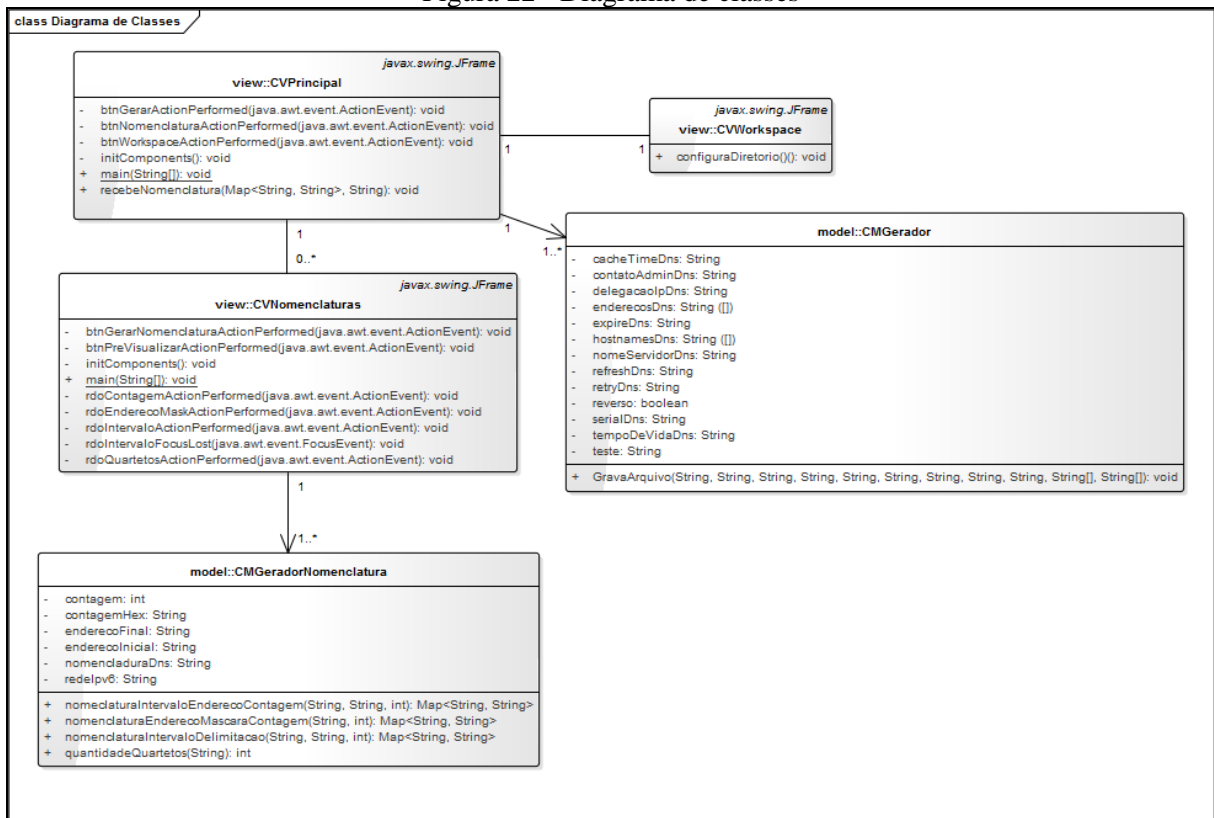 class Diagrama de Classes
javax.swing.JFrame
view::CVPrincipal
- btnGerarActionPerformed(java.awt.event.ActionEvent): void
- btnNomenclaturaActionPerformed(java.awt.event.ActionEvent): void
- btnWorkspaceActionPerformed(java.awt.event.ActionEvent): void
- initComponents(): void
+ main(String[]): void
+ recebeNomenclatura(Map<String, String>, String): void
1
1
javax.swing.JFrame
view::CVWorkspace
+ configuraDiretorio()(): void
1
1..*
1
0..*
javax.swing.JFrame
view::CVNomenclaturas
- btnGerarNomenclaturaActionPerformed(java.awt.event.ActionEvent): void
- btnPreVisualizarActionPerformed(java.awt.event.ActionEvent): void
- initComponents(): void
+ main(String[]): void
- rdoContagemActionPerformed(java.awt.event.ActionEvent): void
- rdoEnderecoMaskActionPerformed(java.awt.event.ActionEvent): void
- rdoIntervaloActionPerformed(java.awt.event.ActionEvent): void
- rdoIntervaloFocusLost(java.awt.event.FocusEvent): void
- rdoQuartetosActionPerformed(java.awt.event.ActionEvent): void
model::CMGerador
- cacheTimeDns: String
- contatoAdminDns: String
- delegacaoIpDns: String
- enderecosDns: String ([])
- expireDns: String
- hostnamesDns: String ([])
- nomeServidorDns: String
- refreshDns: String
- retryDns: String
- reverso: boolean
- serialDns: String
- tempoDeVidaDns: String
- teste: String
+ GravaArquivo(String, String, String, String, String, String, String, String, String, String[], String[]): void
1
1..*
model::CMGeradorNomenclatura
- contagem: int
- contagemHex: String
- enderecoFinal: String
- enderecoInicial: String
- nomencladuraDns: String
- redeIpv6: String
+ nomeclaturaIntervaloEnderecoContagem(String, String, int): Map<String, String>
+ nomenclaturaEnderecoMascaraContagem(String, int): Map<String, String>
+ nomenclaturaIntervaloDelimitacao(String, String, int): Map<String, String>
+ quantidadeQuartetos(String): int